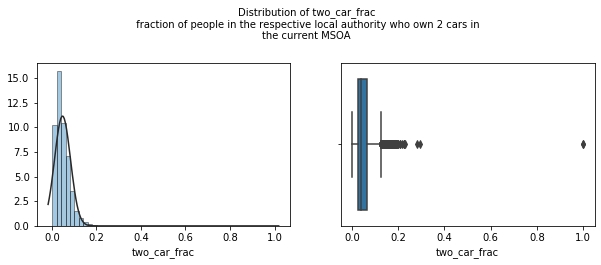 Distribution of two_car_frac
fraction of people in the respective local authority who own 2 cars in
the current MSOA
15.0
12.5
10.0
7.5
5.0
2.5
0.0
0.0 0.2 0.4 0.6 0.8 1.0
two_car_frac
0.0 0.2 0.4 0.6 0.8 1.0
two_car_frac